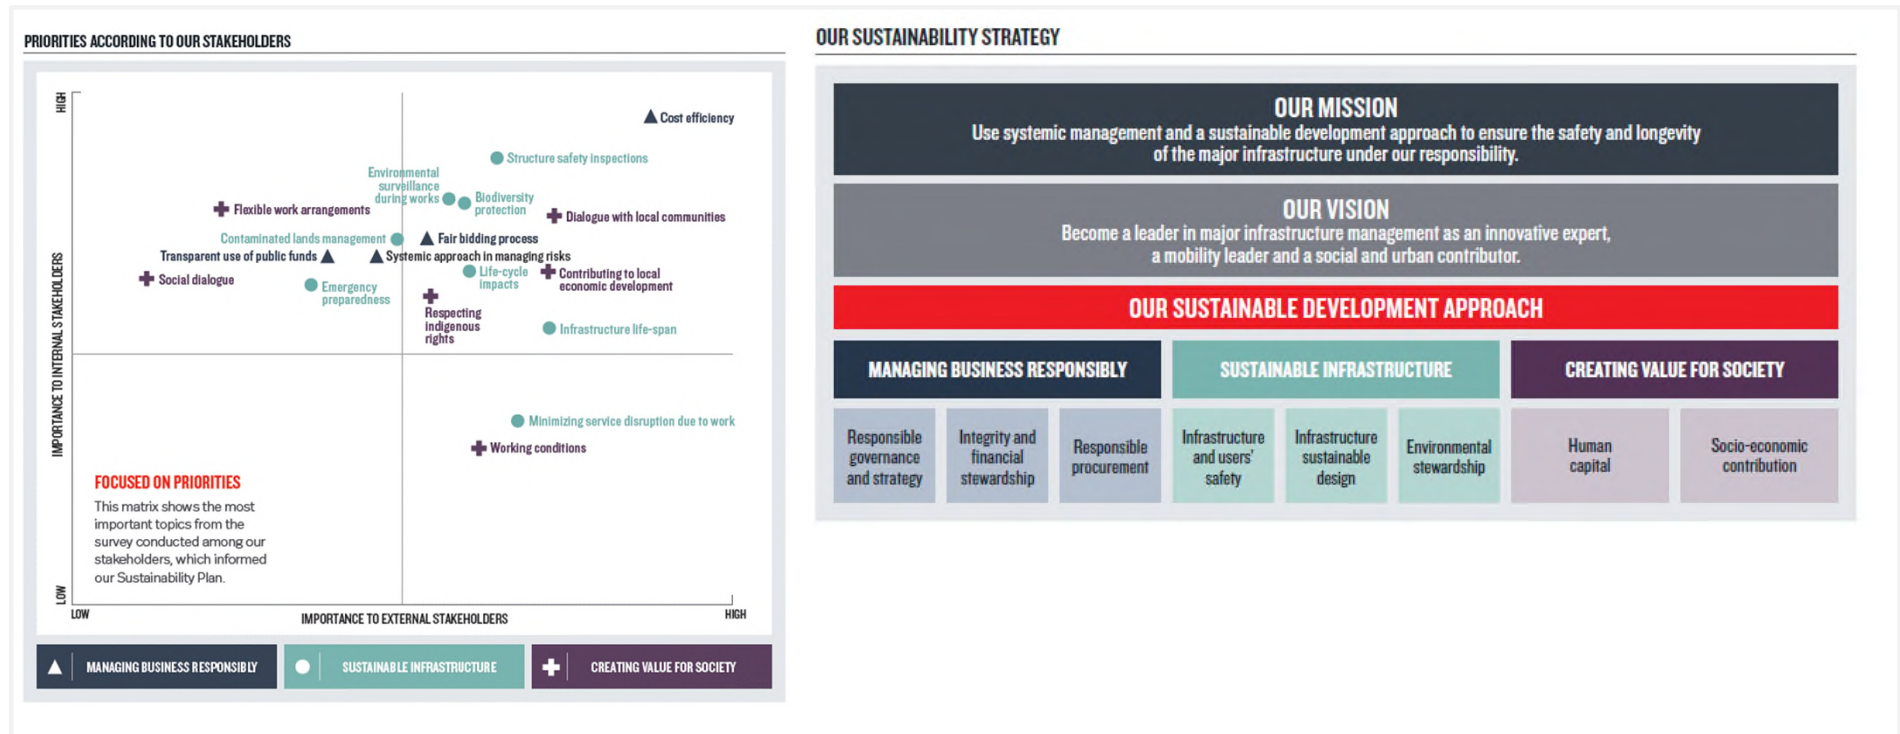 PRIORITIES ACCORDING TO OUR STAKEHOLDERS
HIGH
IMPORTANCE TO INTERNAL STAKEHOLDERS
LOW
Cost efficiency
Structure safety inspections
Environmental
surveillance
during works
Biodiversity
protection
Flexible work arrangements
Dialogue with local communities
Contaminated lands management
Fair bidding process
Transparent use of public funds
Systemic approach in managing risks
Social dialogue
Emergency
preparedness
Life-cycle
impacts
Contributing to local
economic development
Respecting
indigenous
rights
Infrastructure life-span
Minimizing service disruption due to work
Working conditions
FOCUSED ON PRIORITIES
This matrix shows the most
important topics from the
survey conducted among our
stakeholders, which informed
our Sustainability Plan.
LOW
IMPORTANCE TO EXTERNAL STAKEHOLDERS
HIGH
MANAGING BUSINESS RESPONSIBLY
SUSTAINABLE INFRASTRUCTURE
CREATING VALUE FOR SOCIETY
OUR SUSTAINABILITY STRATEGY
OUR MISSION
Use systemic management and a sustainable development approach to ensure the safety and longevity
of the major infrastructure under our responsibility.
OUR VISION
Become a leader in major infrastructure management as an innovative expert,
a mobility leader and a social and urban contributor.
OUR SUSTAINABLE DEVELOPMENT APPROACH
MANAGING BUSINESS RESPONSIBLY
SUSTAINABLE INFRASTRUCTURE
CREATING VALUE FOR SOCIETY
Responsible
governance
and strategy
Integrity and
financial
stewardship
Responsible
procurement
Infrastructure
and users'
safety
Infrastructure
sustainable
design
Environmental
stewardship
Human
capital
Socio-economic
contribution